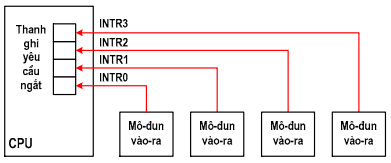 Thanh
ghi
yêu
cầu
ngắt
INTR3
INTR2
INTR1
INTR0
CPU
Mô-đun
vào-ra
Mô-đun
vào-ra
Mô-đun
vào-ra
Mô-đun
vào-ra